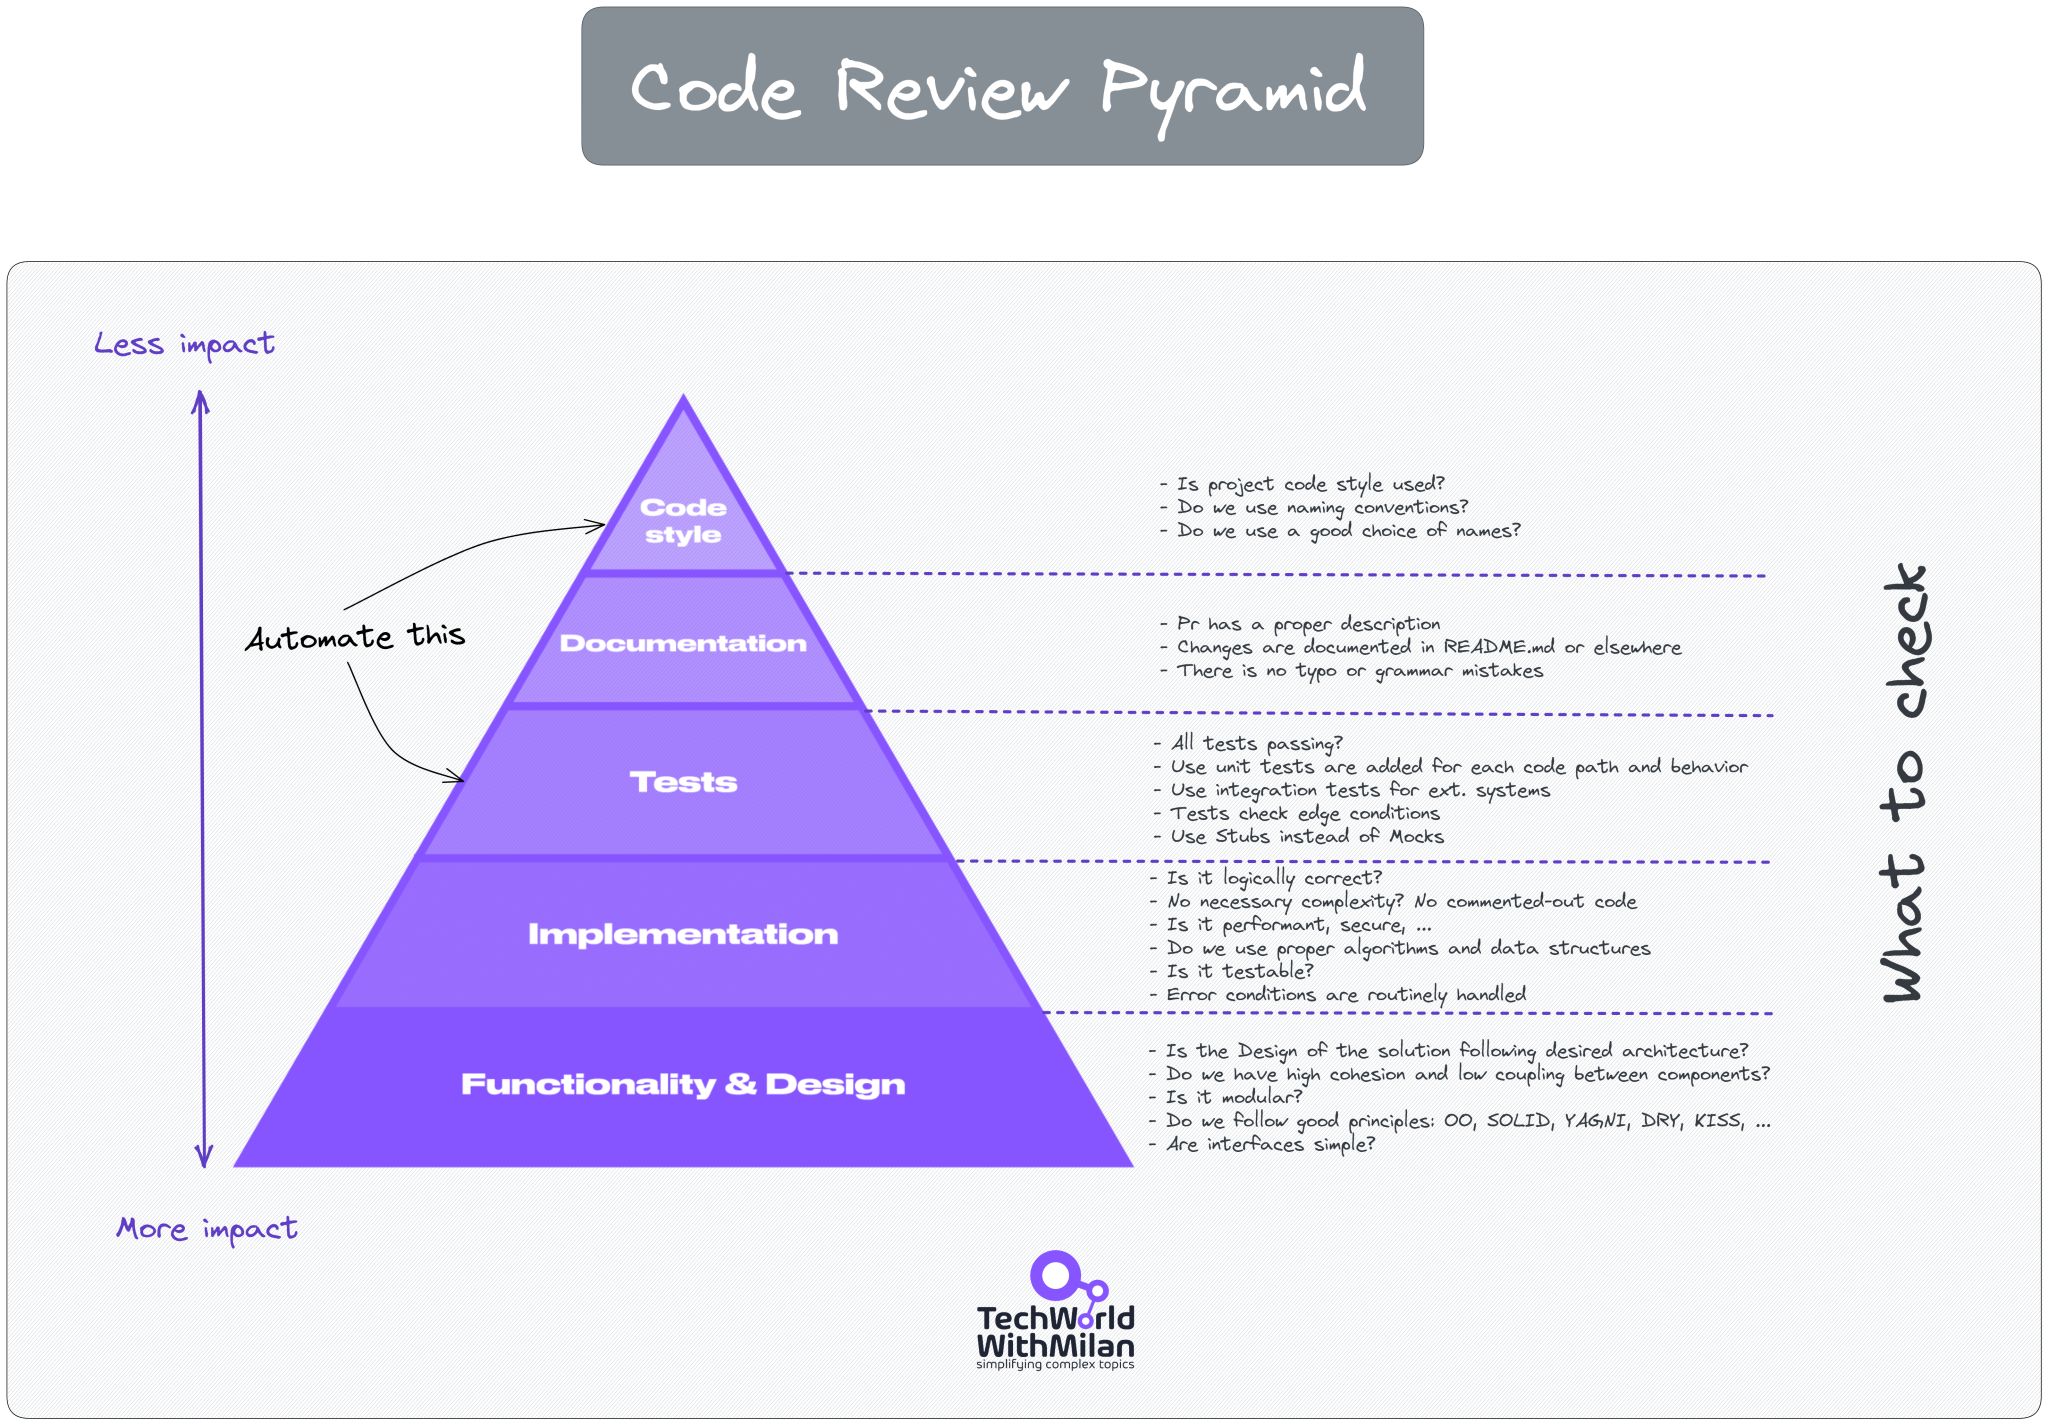 Code Review Pyramid
Less impact
Code
style
- Is project code style used?
- Do we use naming conventions?
- Do we use a good choice of names?
Automate this
Documentation
- Pr has a proper description
- Changes are documented in README.md or elsewhere
- There is no typo or grammar mistakes
What to check
Tests
- All tests passing?
- Use unit tests are added for each code path and behavior
- Use integration tests for ext. systems
- Tests check edge conditions
- Use Stubs instead of Mocks
Implementation
- Is it logically correct?
- No necessary complexity? No commented-out code
- Is it performant, secure, ...
- Do we use proper algorithms and data structures
- Is it testable?
- Error conditions are routinely handled
Functionality & Design
- Is the Design of the solution following desired architecture?
- Do we have high cohesion and low coupling between components?
- Is it modular?
- Do we follow good principles: OO, SOLID, YAGNI, DRY, KISS, ...
- Are interfaces simple?
More impact
TechWorld
WithMilan
simplifying complex topics